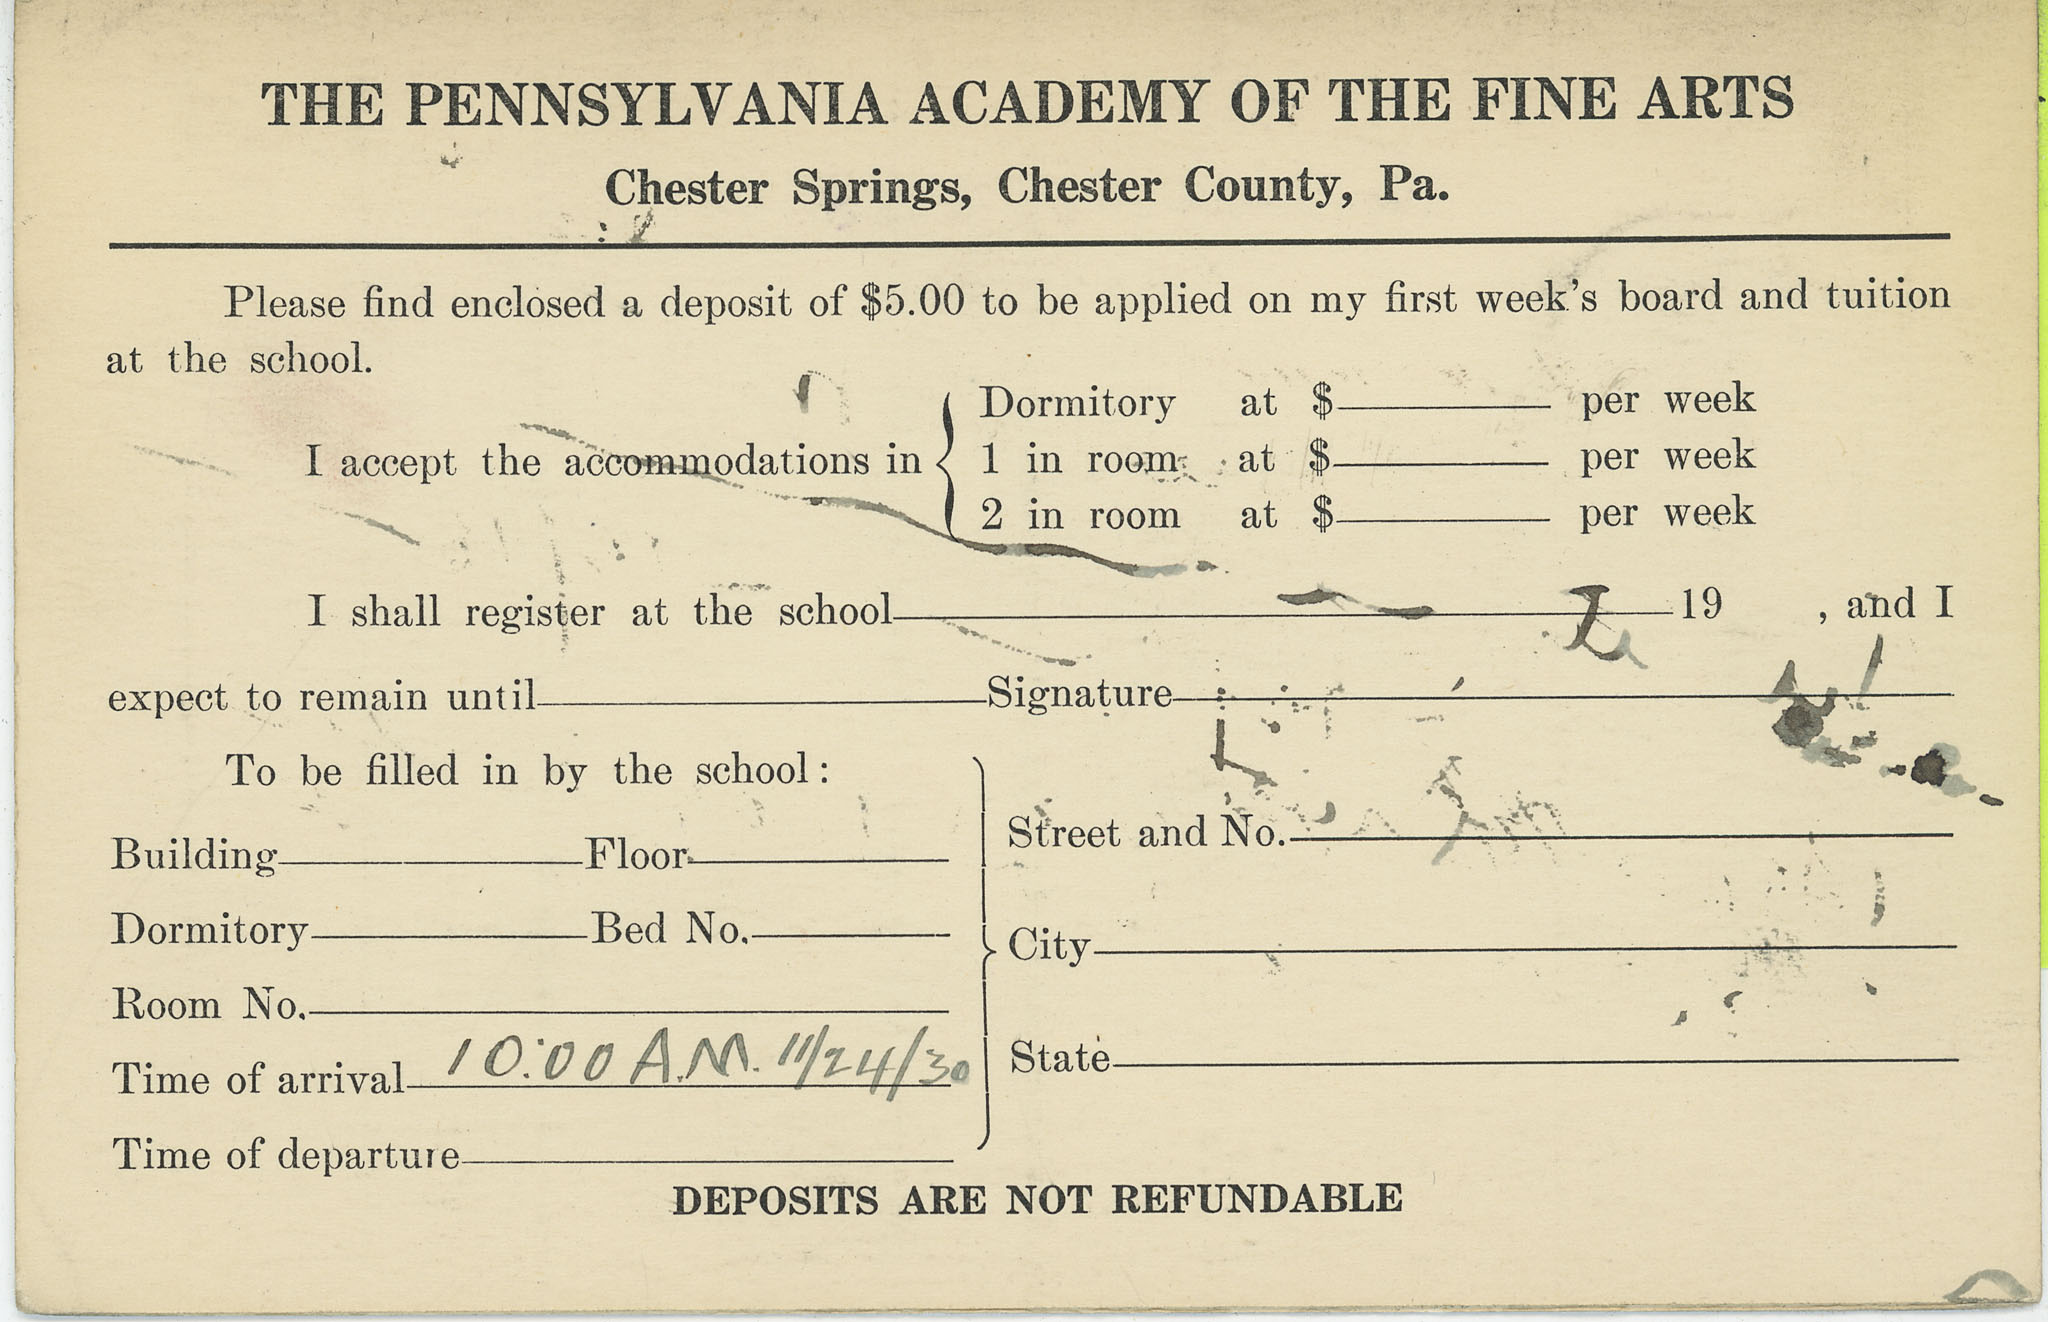 THE PENNSYLVANIA ACADEMY OF THE FINE ARTS
Chester Springs, Chester County, Pa.
Please find enclosed a deposit of $5.00 to be applied on my first week's board and tuition
at the school.
I accept the accommodations in
Dormitory at $ per week
1 in room at $ per week
2 in room at $ per week
I shall register at the school 19 , and I
expect to remain until Signature
To be filled in by the school:
Building Floor
Dormitory Bed No.
Room No.
Time of arrival 10:00 A.M. 11/24/30
Time of departure
Street and No.
City
State
DEPOSITS ARE NOT REFUNDABLE